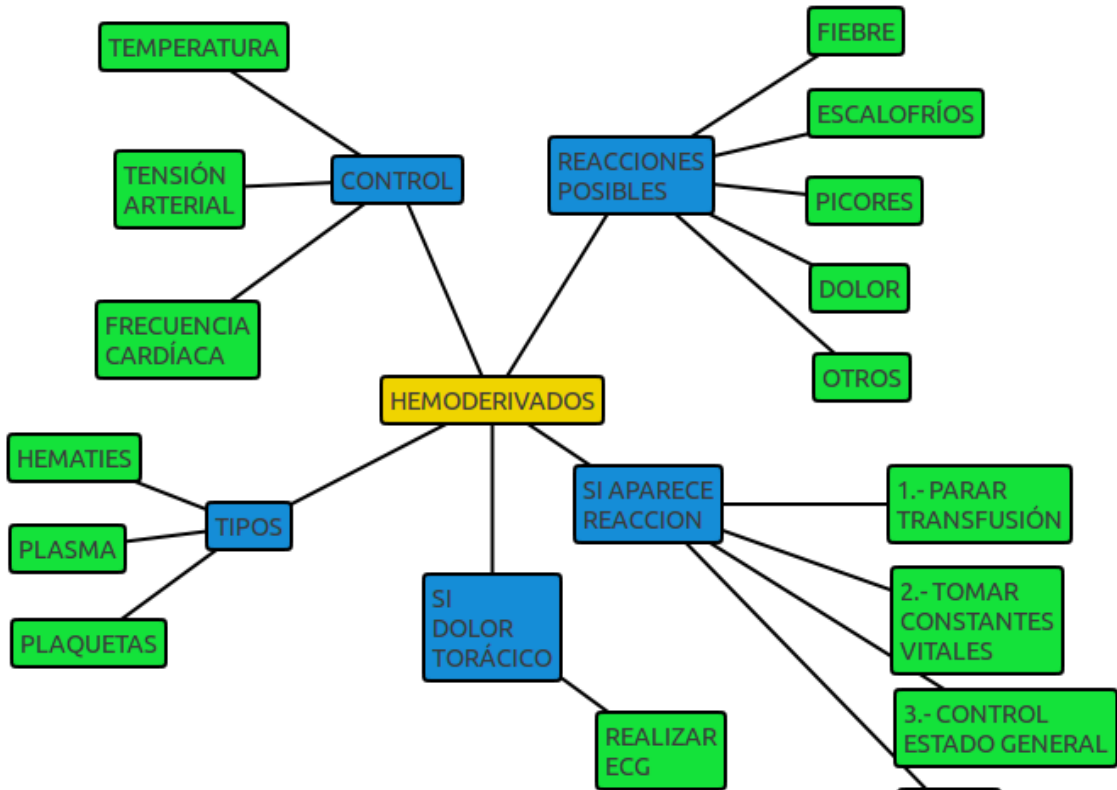 TEMPERATURA
TENSIÓN
ARTERIAL
FRECUENCIA
CARDÍACA
CONTROL
REACCIONES
POSIBLES
FIEBRE
ESCALOFRÍOS
PICORES
DOLOR
OTROS
HEMODERIVADOS
HEMATIES
PLASMA
PLAQUETAS
TIPOS
SI
DOLOR
TORÁCICO
REALIZAR
ECG
SI APARECE
REACCION
1.- PARAR
TRANSFUSIÓN
2.- TOMAR
CONSTANTES
VITALES
3.- CONTROL
ESTADO GENERAL